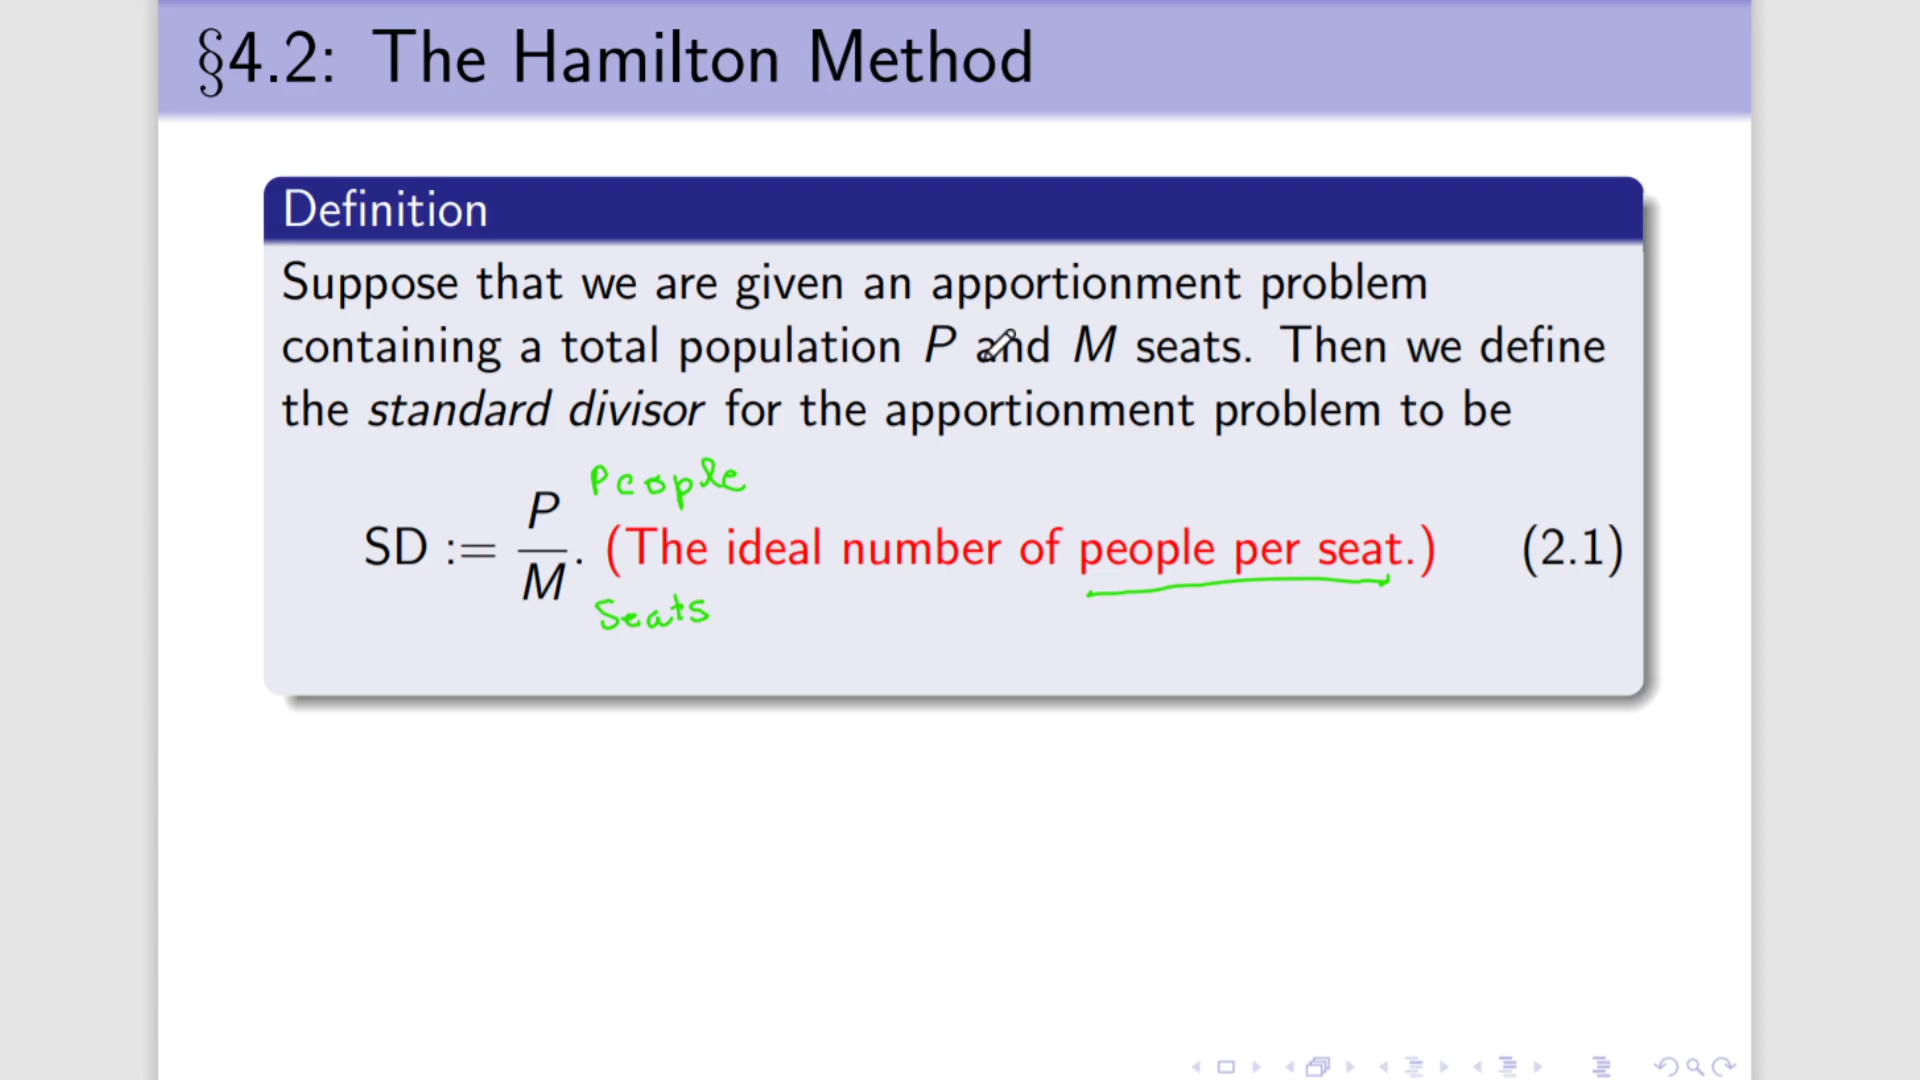 §4.2: The Hamilton Method
Definition
Suppose that we are given an apportionment problem
containing a total population P and M seats. Then we define
the standard divisor for the apportionment problem to be
People
SD := P/M. (The ideal number of people per seat.) (2.1)
Seats